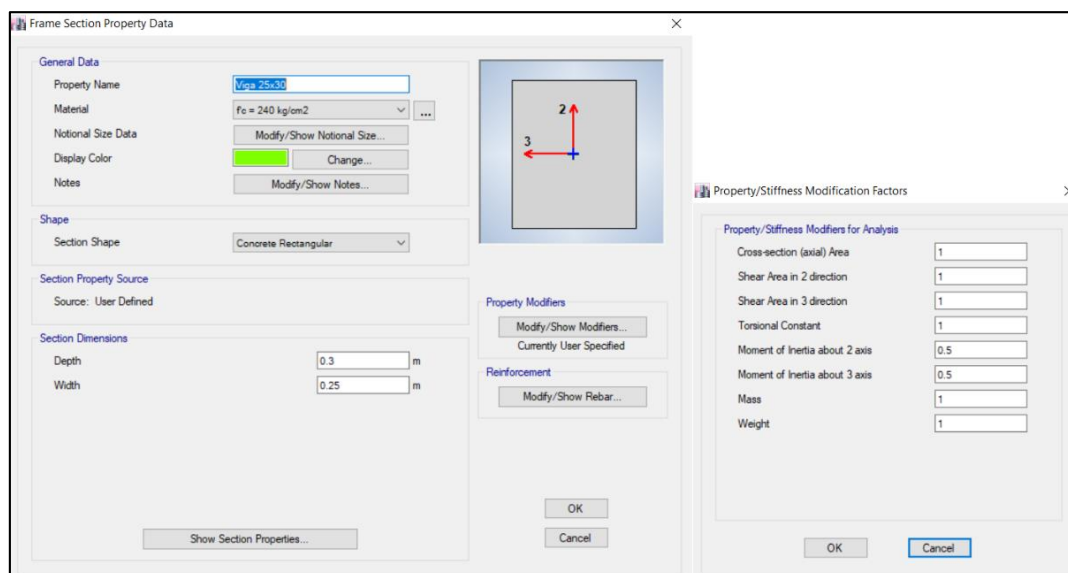 Frame Section Property Data
General Data
Property Name
Viga 25x30
Material
f'c = 240 kg/cm2
...
Notional Size Data
Modify/Show Notional Size...
Display Color
Change...
Notes
Modify/Show Notes...
Shape
Section Shape
Concrete Rectangular
Section Property Source
Source: User Defined
Section Dimensions
Depth
0.3
m
Width
0.25
m
Show Section Properties...
2
3
Property Modifiers
Modify/Show Modifiers...
Currently User Specified
Reinforcement
Modify/Show Rebar...
OK
Cancel
Property/Stiffness Modification Factors
Property/Stiffness Modifiers for Analysis
Cross-section (axial) Area
1
Shear Area in 2 direction
1
Shear Area in 3 direction
1
Torsional Constant
1
Moment of Inertia about 2 axis
0.5
Moment of Inertia about 3 axis
0.5
Mass
1
Weight
1
OK
Cancel